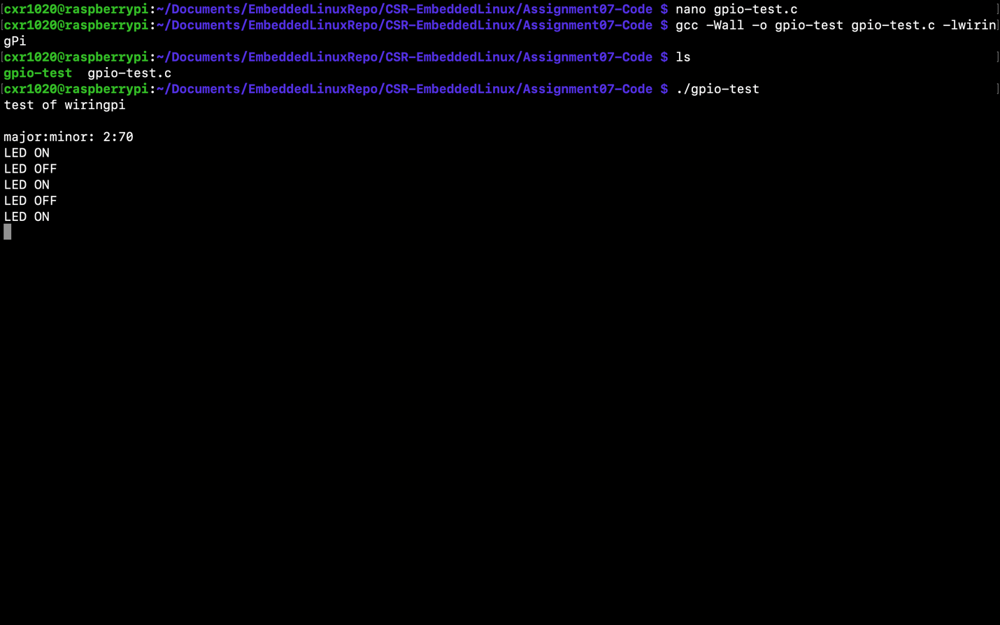 [cxr1020@raspberrypi:~/Documents/EmbeddedLinuxRepo/CSR-EmbeddedLinux/Assignment07-Code $ nano gpio-test.c ]
[cxr1020@raspberrypi:~/Documents/EmbeddedLinuxRepo/CSR-EmbeddedLinux/Assignment07-Code $ gcc -Wall -o gpio-test gpio-test.c -lwirin]
gPi
[cxr1020@raspberrypi:~/Documents/EmbeddedLinuxRepo/CSR-EmbeddedLinux/Assignment07-Code $ ls ]
gpio-test  gpio-test.c
[cxr1020@raspberrypi:~/Documents/EmbeddedLinuxRepo/CSR-EmbeddedLinux/Assignment07-Code $ ./gpio-test ]
test of wiringpi
major:minor: 2:70
LED ON
LED OFF
LED ON
LED OFF
LED ON